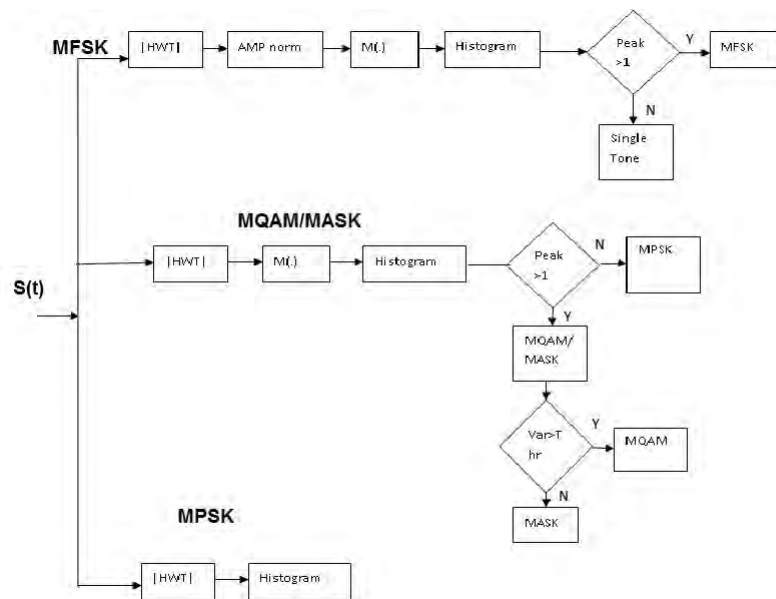 MFSK
|HWT|
AMP norm
M(.)
Histogram
Peak
>1
Y
MFSK
N
Single
Tone
MQAM/MASK
|HWT|
M(.)
Histogram
Peak
>1
N
MPSK
Y
MQAM/
MASK
S(t)
Var>T
hr
Y
MQAM
N
MASK
MPSK
|HWT|
Histogram